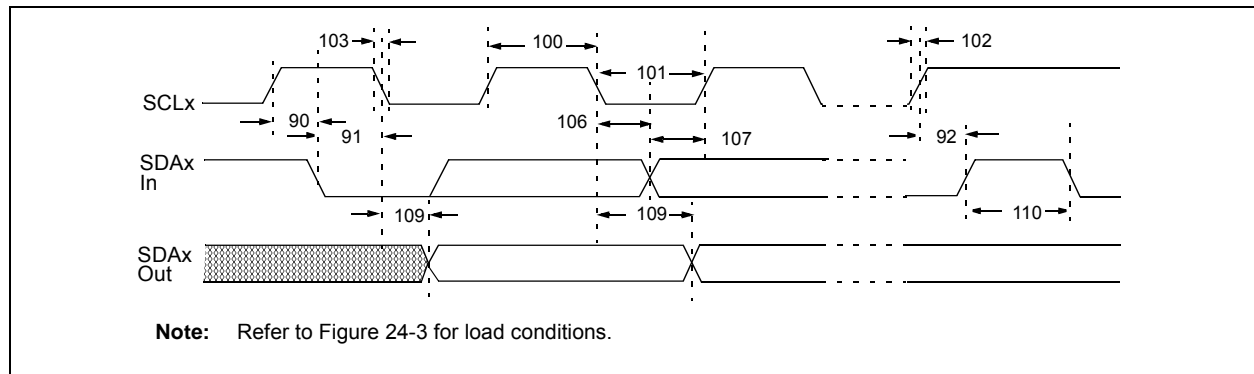 103
100
102
101
SCLx
90
91
106
107
92
SDAx
In
109
109
110
SDAx
Out
Note: Refer to Figure 24-3 for load conditions.